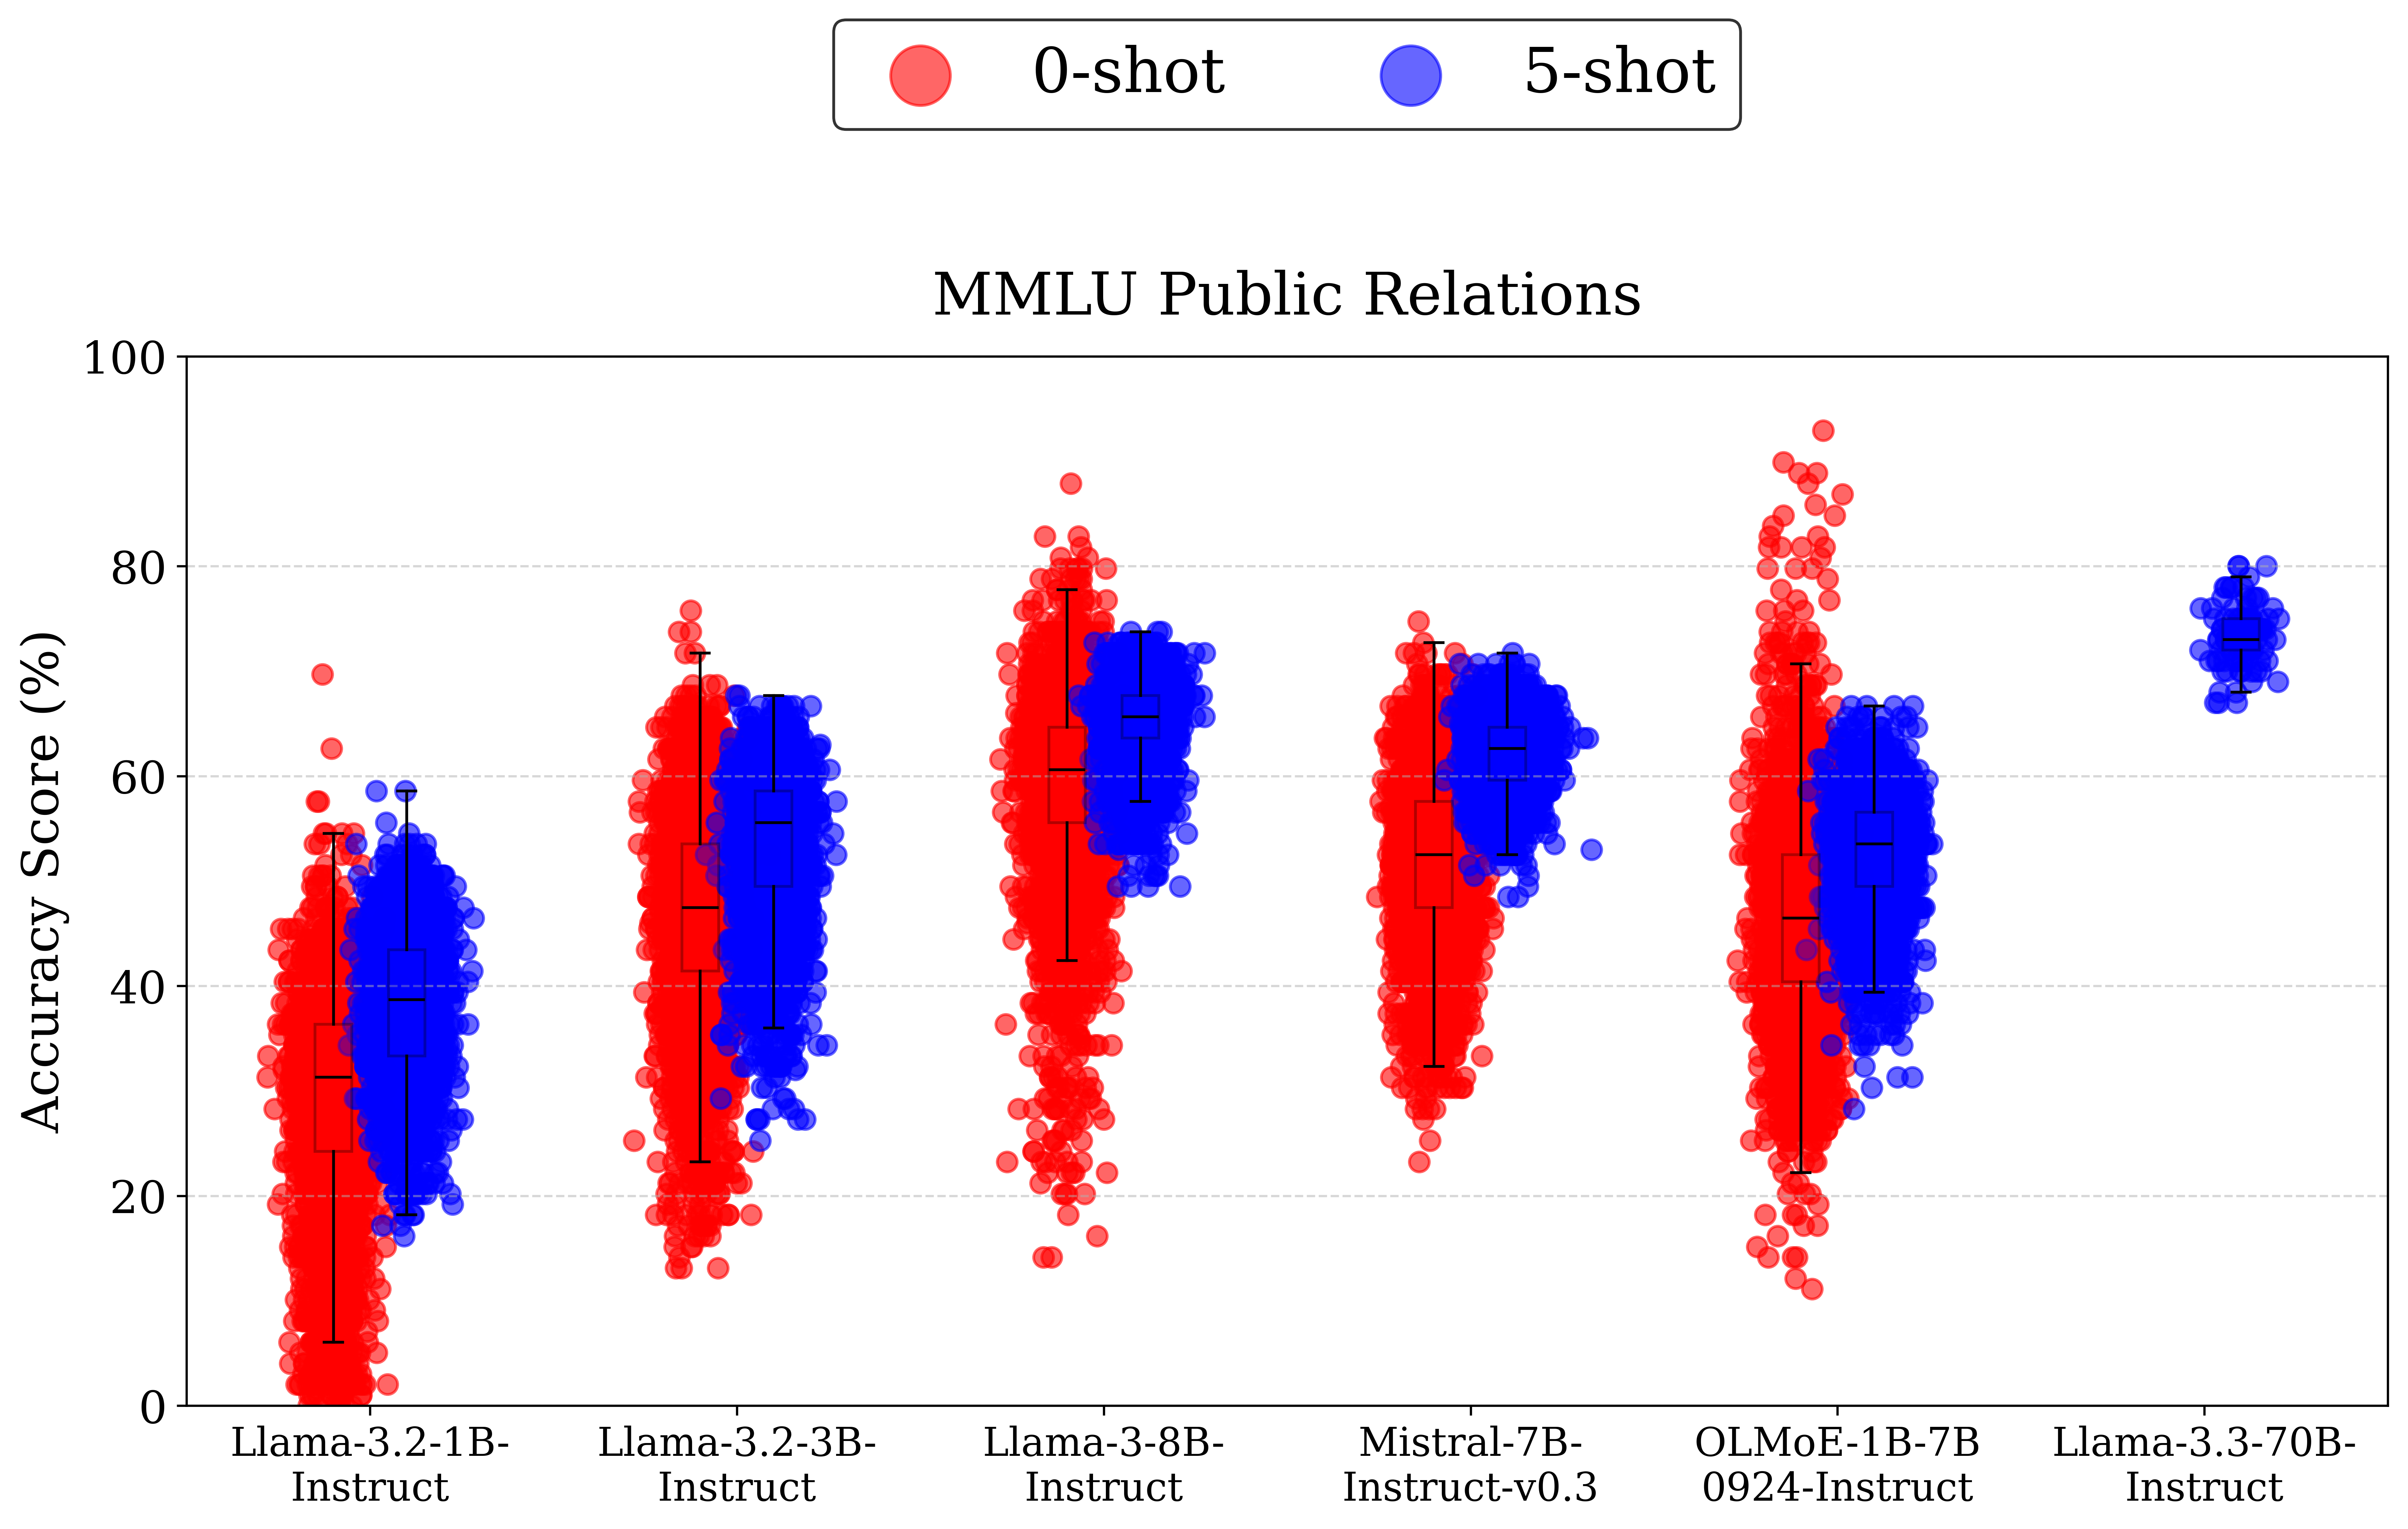 0-shot 5-shot
MMLU Public Relations
Accuracy Score (%)
100
80
60
40
20
0
Llama-3.2-1B-
Instruct
Llama-3.2-3B-
Instruct
Llama-3-8B-
Instruct
Mistral-7B-
Instruct-v0.3
OLMoE-1B-7B
0924-Instruct
Llama-3.3-70B-
Instruct